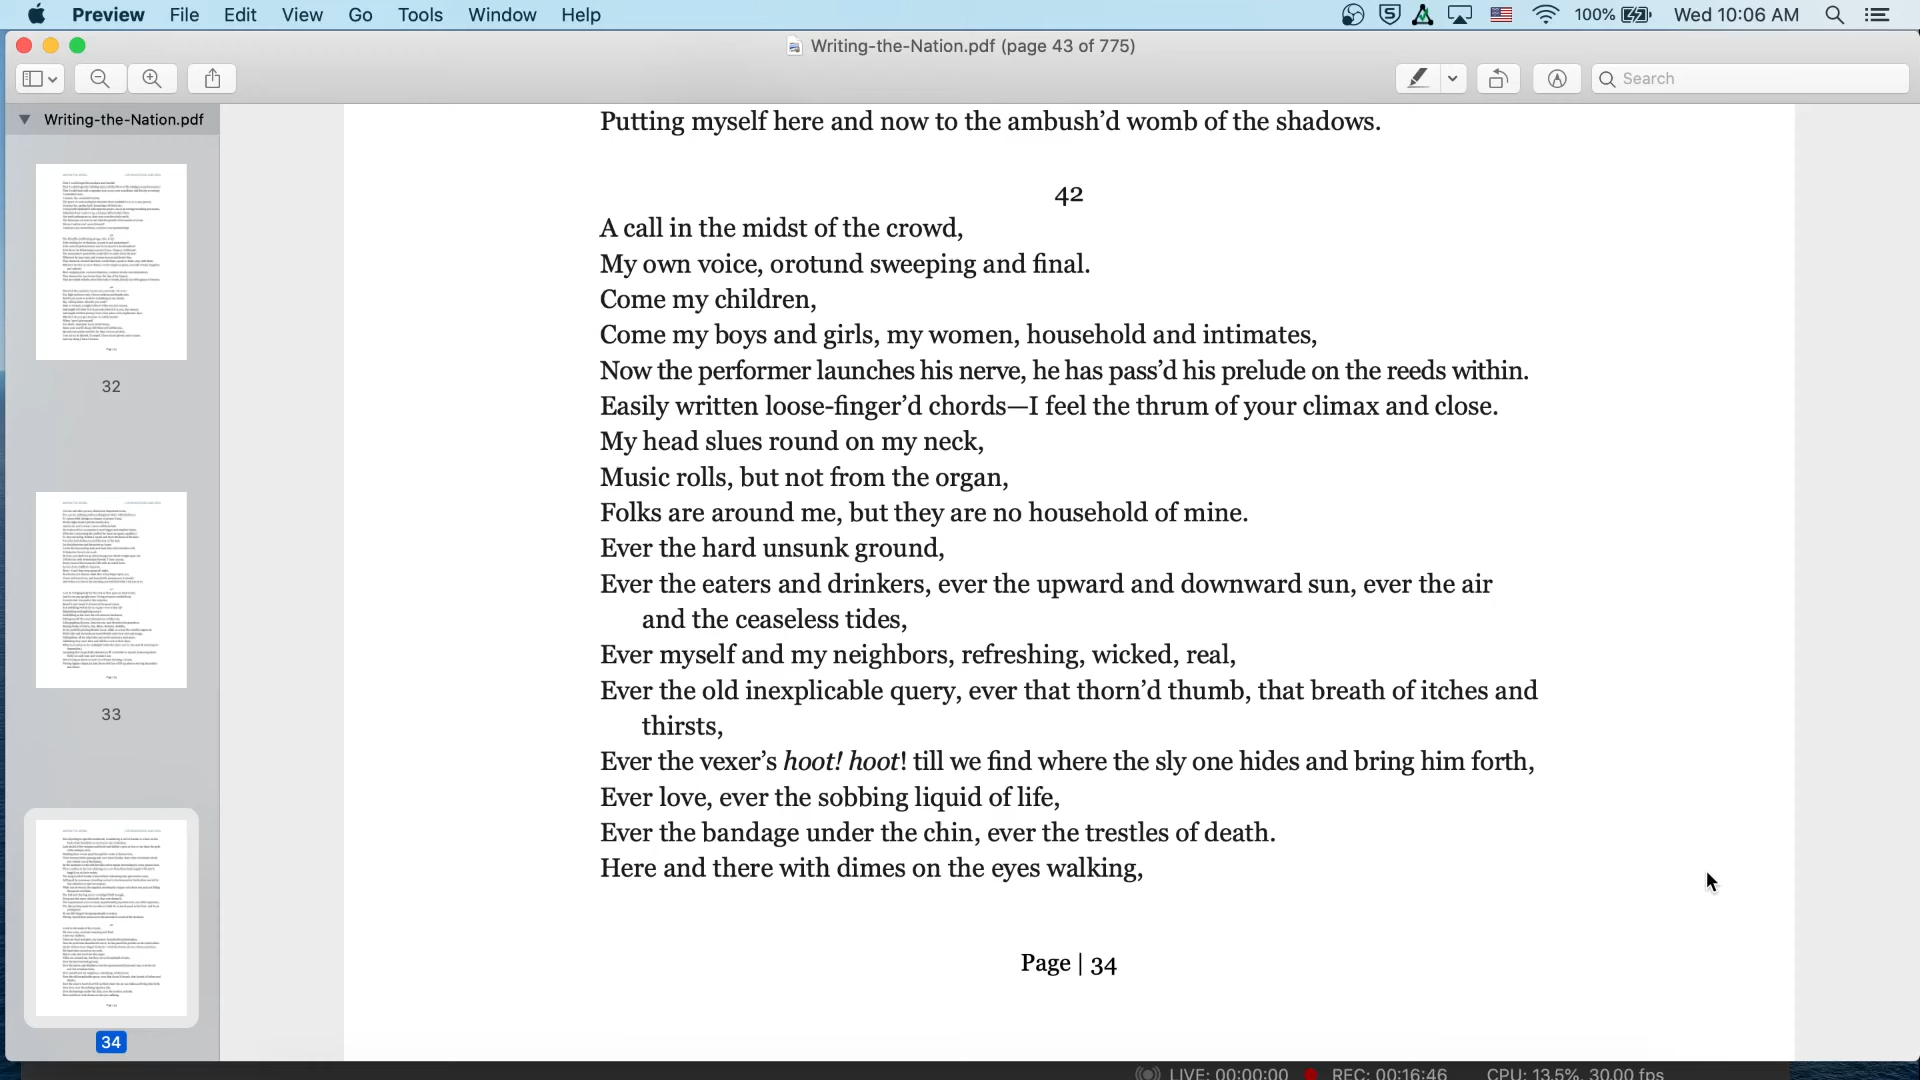 Preview File Edit View Go Tools Window Help 100% Wed 10:06 AM
Writing-the-Nation.pdf (page 43 of 775)
Search
Writing-the-Nation.pdf
32
33
34
Putting myself here and now to the ambush’d womb of the shadows.
42
A call in the midst of the crowd,
My own voice, orotund sweeping and final.
Come my children,
Come my boys and girls, my women, household and intimates,
Now the performer launches his nerve, he has pass’d his prelude on the reeds within.
Easily written loose-finger’d chords—I feel the thrum of your climax and close.
My head slues round on my neck,
Music rolls, but not from the organ,
Folks are around me, but they are no household of mine.
Ever the hard unsunk ground,
Ever the eaters and drinkers, ever the upward and downward sun, ever the air
and the ceaseless tides,
Ever myself and my neighbors, refreshing, wicked, real,
Ever the old inexplicable query, ever that thorn’d thumb, that breath of itches and
thirsts,
Ever the vexer’s hoot! hoot! till we find where the sly one hides and bring him forth,
Ever love, ever the sobbing liquid of life,
Ever the bandage under the chin, ever the trestles of death.
Here and there with dimes on the eyes walking,
Page | 34
LIVE: 00:00:00 REC: 00:16:46 CPU: 13.5%, 30.00 fps